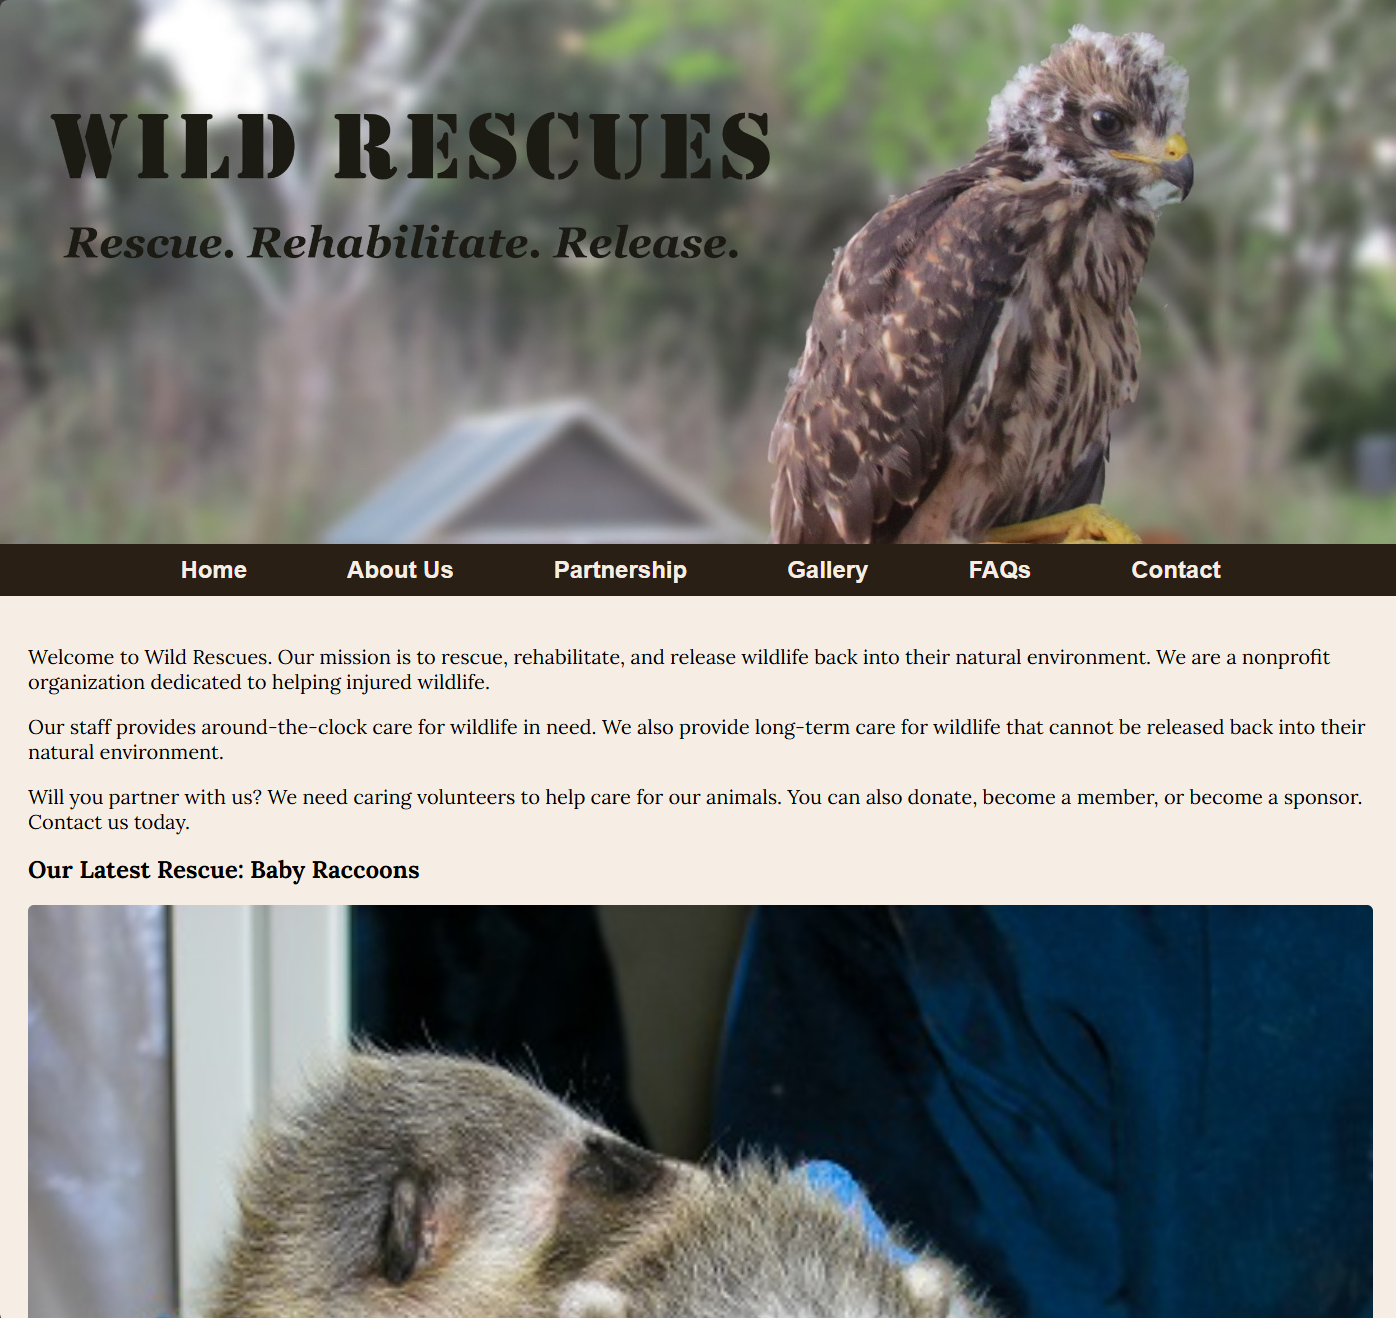 WILD RESCUES
Rescue. Rehabilitate. Release.
Home About Us Partnership Gallery FAQs Contact
Welcome to Wild Rescues. Our mission is to rescue, rehabilitate, and release wildlife back into their natural environment. We are a nonprofit
organization dedicated to helping injured wildlife.
Our staff provides around-the-clock care for wildlife in need. We also provide long-term care for wildlife that cannot be released back into their
natural environment.
Will you partner with us? We need caring volunteers to help care for our animals. You can also donate, become a member, or become a sponsor.
Contact us today.
Our Latest Rescue: Baby Raccoons